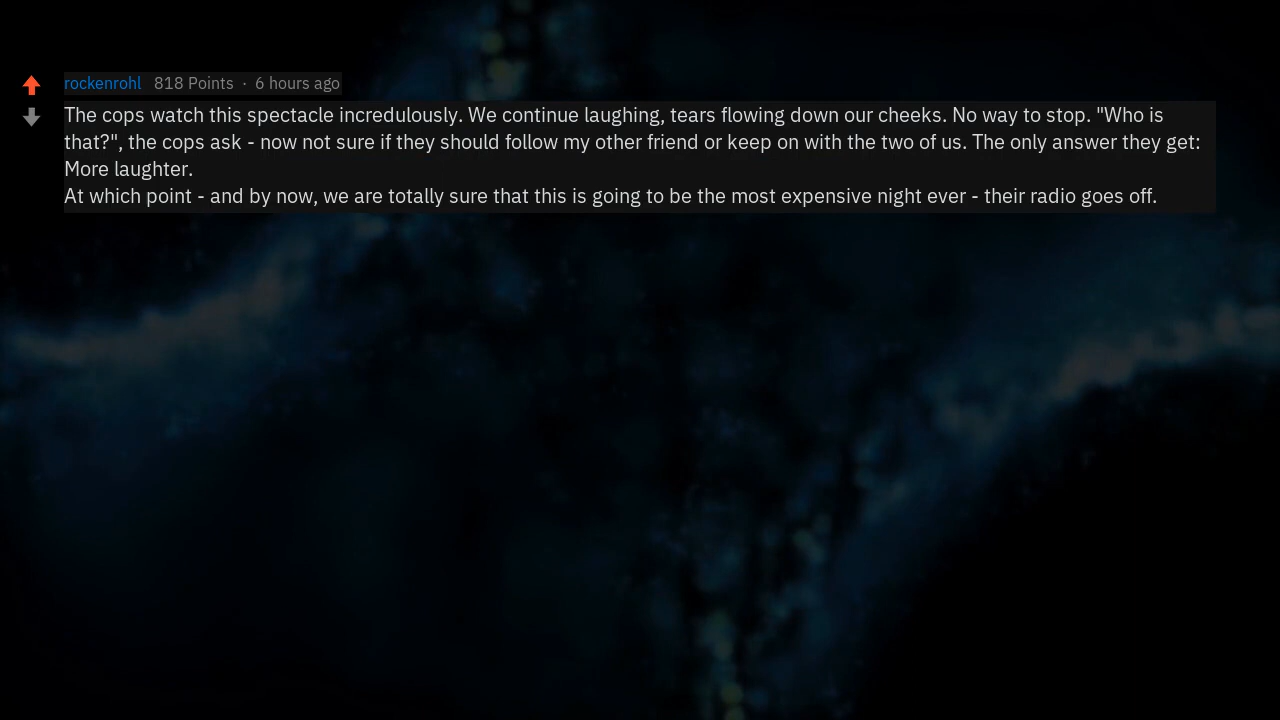 rockenrohl 818 Points · 6 hours ago
The cops watch this spectacle incredulously. We continue laughing, tears flowing down our cheeks. No way to stop. "Who is
that?", the cops ask - now not sure if they should follow my other friend or keep on with the two of us. The only answer they get:
More laughter.
At which point - and by now, we are totally sure that this is going to be the most expensive night ever - their radio goes off.